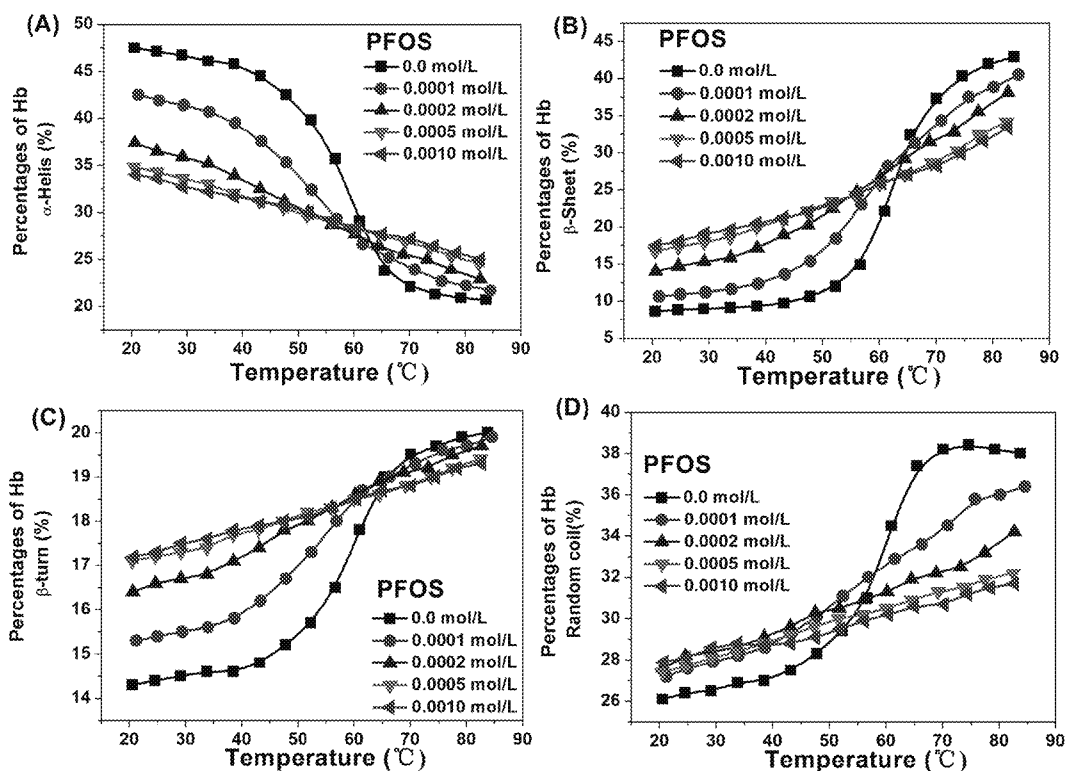 (A)
Percentages of Hb
α-Helis (%)
50
45
40
35
30
25
20
PFOS
0.0 mol/L
0.0001 mol/L
0.0002 mol/L
0.0005 mol/L
0.0010 mol/L
20 30 40 50 60 70 80 90
Temperature (℃)
(B)
Percentages of Hb
β-Sheet (%)
45
40
35
30
25
20
15
10
5
PFOS
0.0 mol/L
0.0001 mol/L
0.0002 mol/L
0.0005 mol/L
0.0010 mol/L
20 30 40 50 60 70 80 90
Temperature (℃)
(C)
Percentages of Hb
β-turn (%)
20
19
18
17
16
15
14
PFOS
0.0 mol/L
0.0001 mol/L
0.0002 mol/L
0.0005 mol/L
0.0010 mol/L
20 30 40 50 60 70 80 90
Temperature (℃)
(D)
Percentages of Hb
Random coil(%)
40
38
36
34
32
30
28
26
PFOS
0.0 mol/L
0.0001 mol/L
0.0002 mol/L
0.0005 mol/L
0.0010 mol/L
20 30 40 50 60 70 80 90
Temperature (℃)